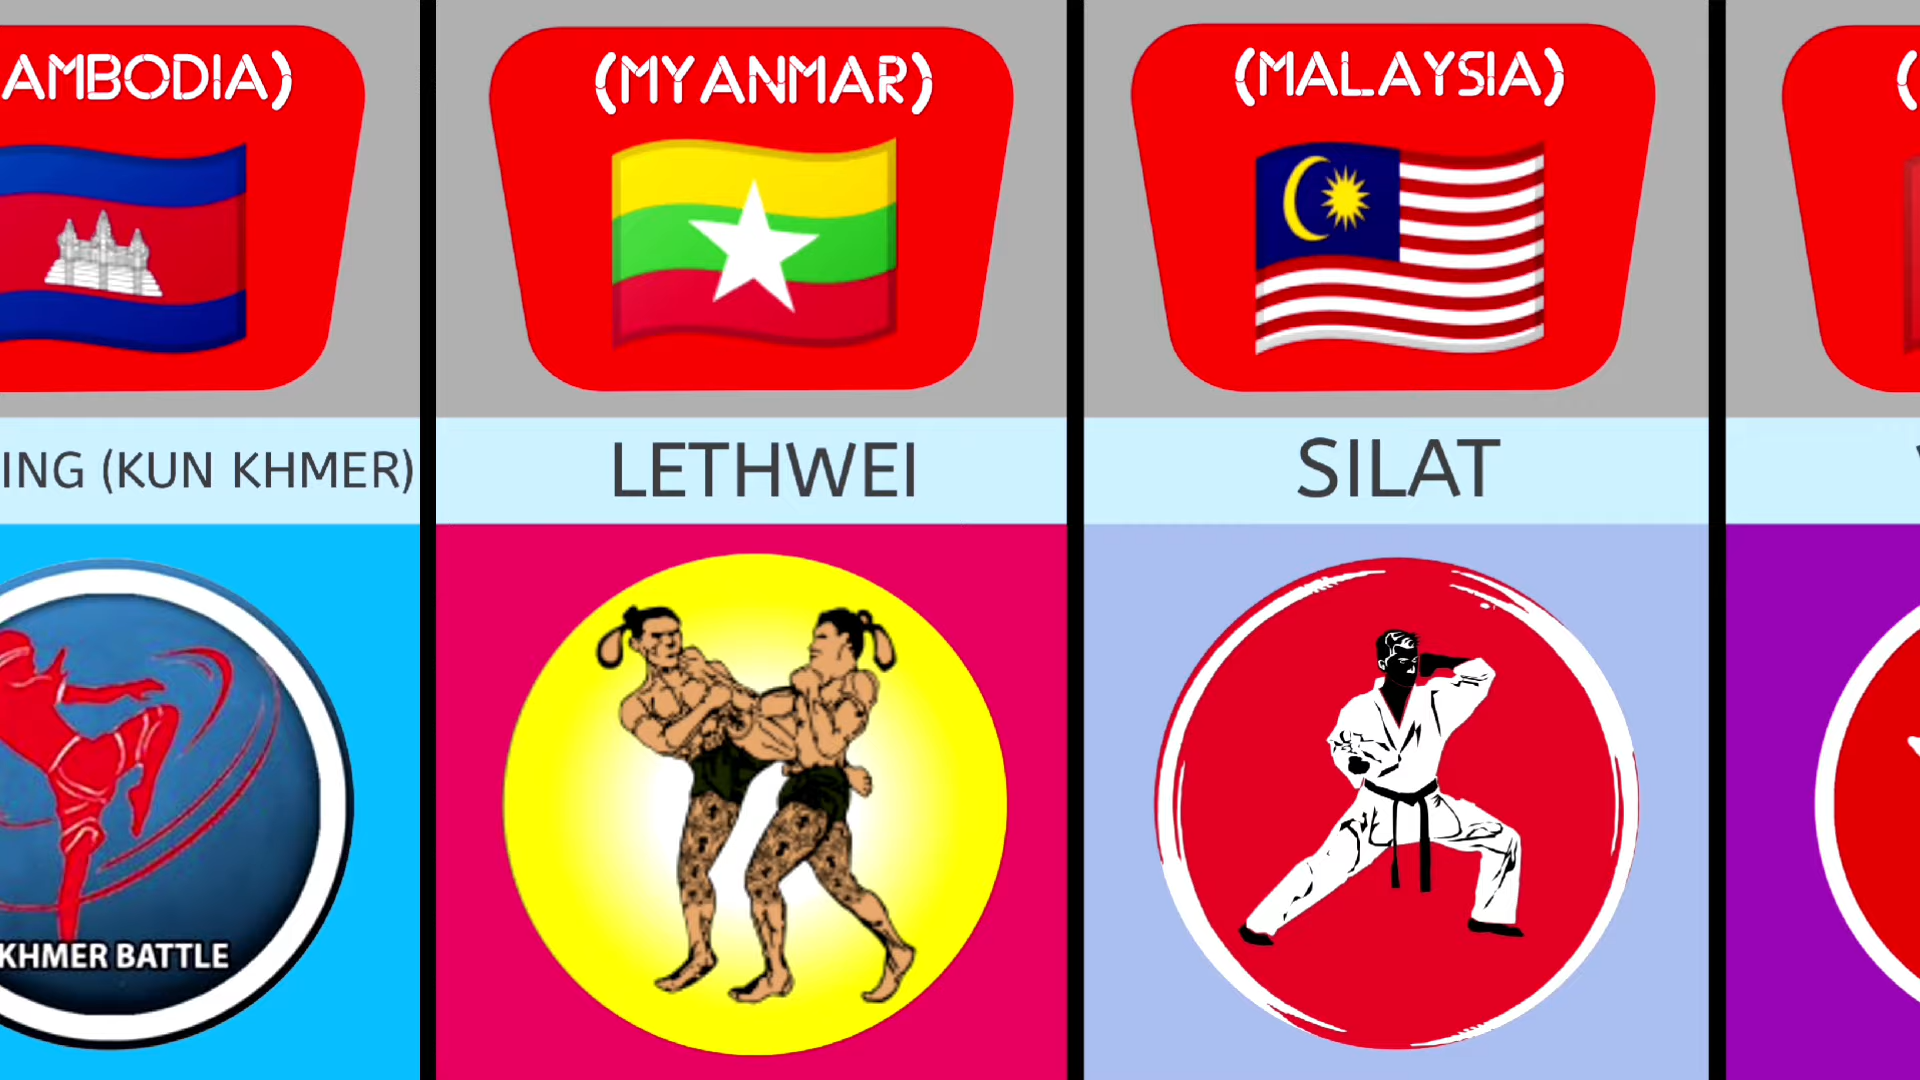 AMBODIA)
(MYANMAR)
(MALAYSIA)
(
ING (KUN KHMER)
LETHWEI
SILAT
KHMER BATTLE